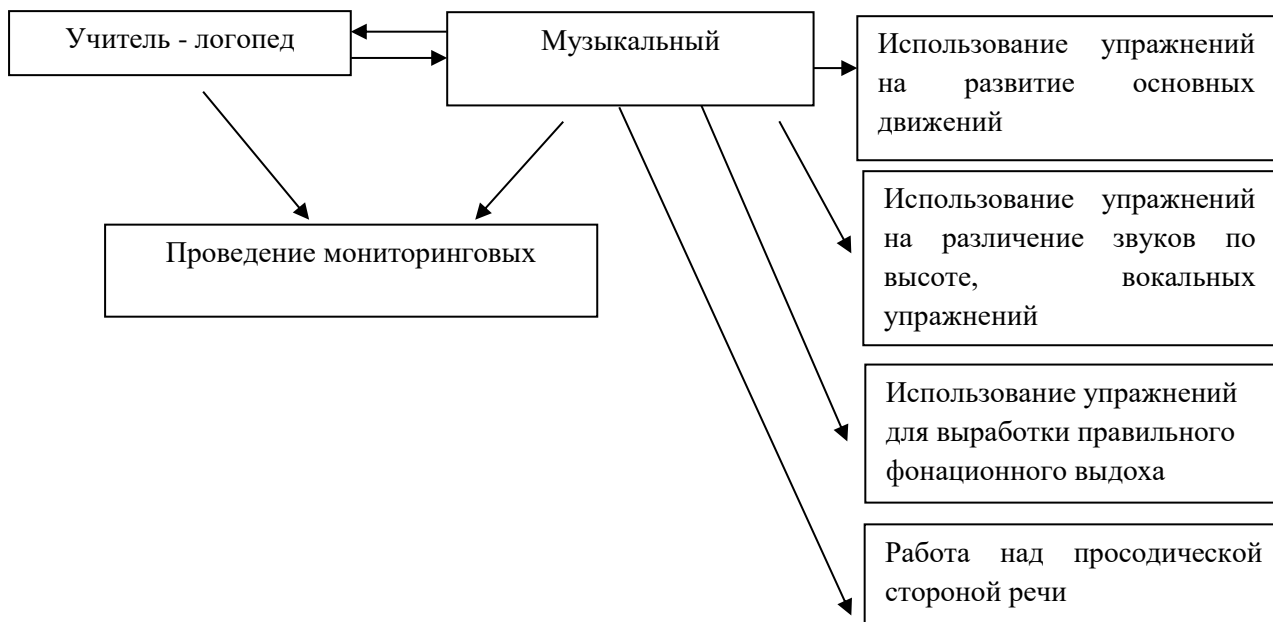 Учитель - логопед
Музыкальный
Использование упражнений
на развитие основных
движений
Использование упражнений
на различение звуков по
высоте, вокальных
упражнений
Проведение мониторинговых
Использование упражнений
для выработки правильного
фонационного выдоха
Работа над просодической
стороной речи